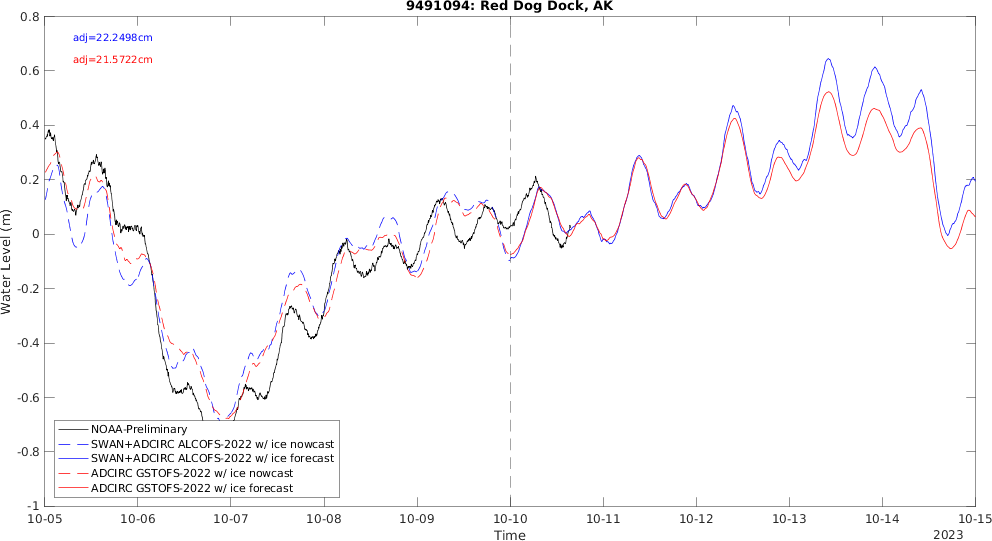 9491094: Red Dog Dock, AK
adj=22.2498cm
adj=21.5722cm
Water Level (m)
0.8
0.6
0.4
0.2
0
-0.2
-0.4
-0.6
-0.8
-1
NOAA-Preliminary
SWAN+ADCIRC ALCOFS-2022 w/ ice nowcast
SWAN+ADCIRC ALCOFS-2022 w/ ice forecast
ADCIRC GSTOFS-2022 w/ ice nowcast
ADCIRC GSTOFS-2022 w/ ice forecast
10-05 10-06 10-07 10-08 10-09 10-10 10-11 10-12 10-13 10-14 10-15
Time
2023